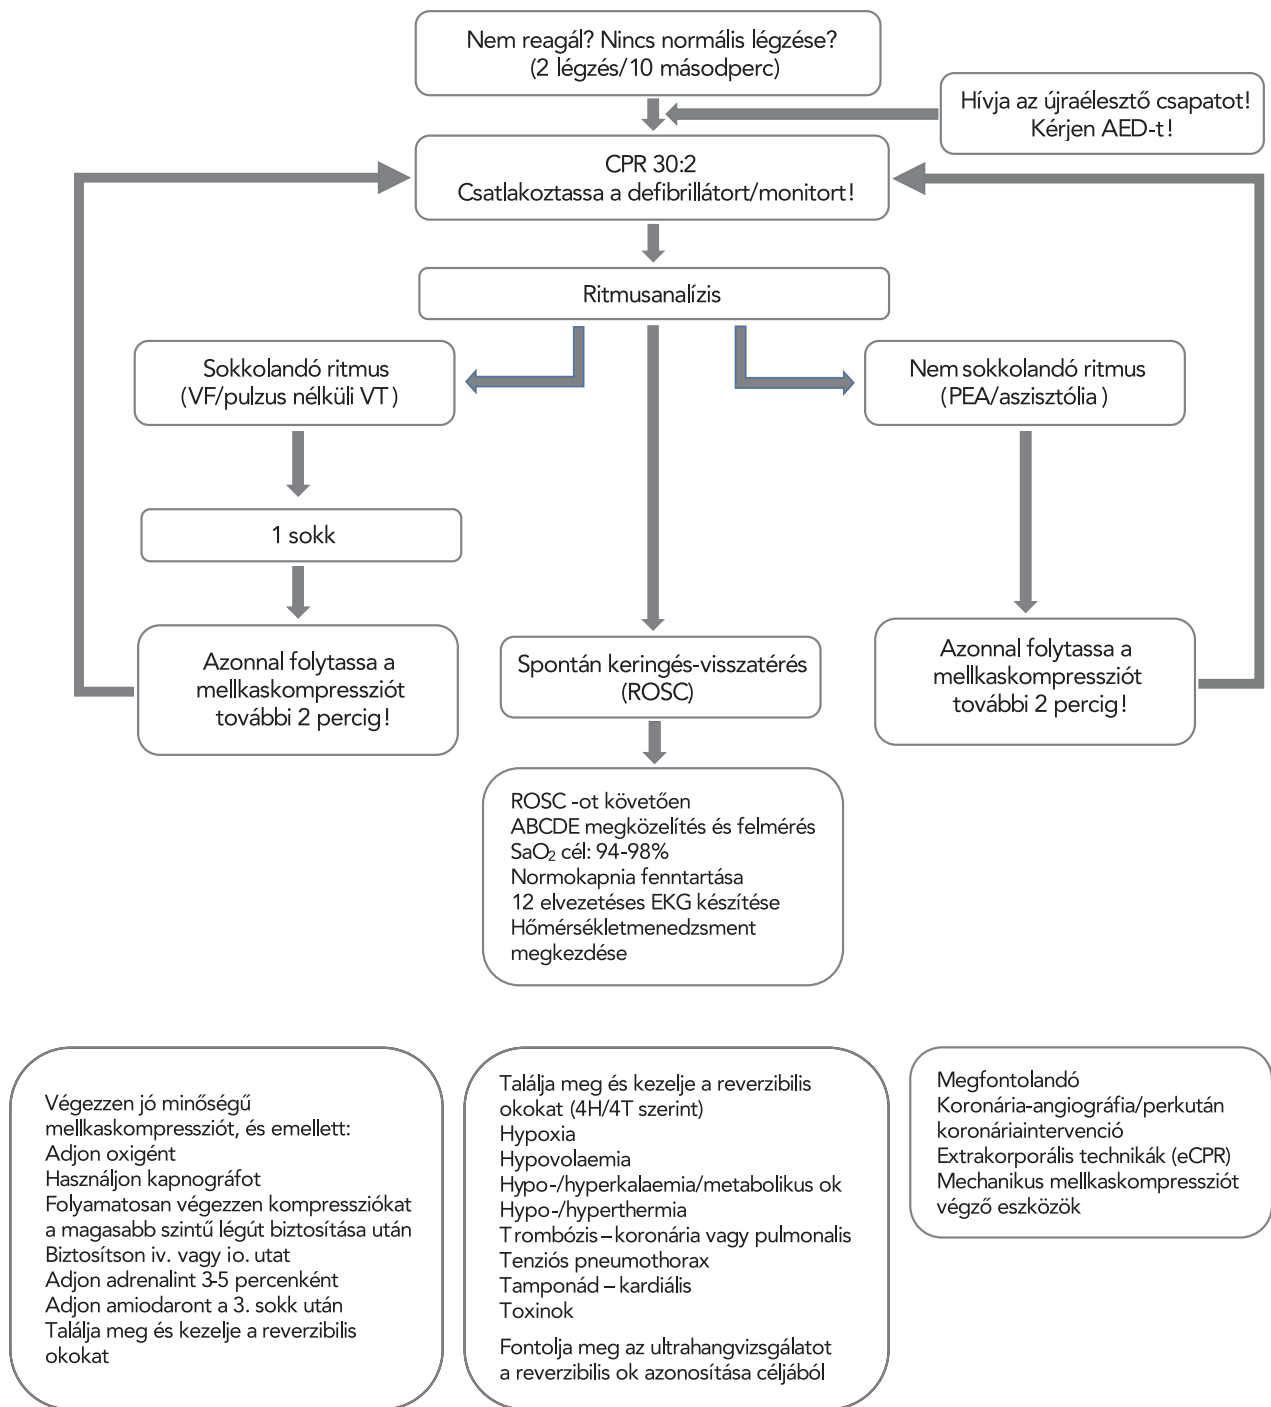 Nem reagál? Nincs normális légzése?
(2 légzés/10 másodperc)
Hívja az újraélesztő csapatot!
Kérjen AED-t!
CPR 30:2
Csatlakoztassa a defibrillátort/monitort!
Ritmusanalízis
Sokkolandó ritmus
(VF/pulzus nélküli VT)
Nem sokkolandó ritmus
(PEA/aszisztólia)
1 sokk
Azonnal folytassa a
mellkaskompressziót
további 2 percig!
Spontán keringés-visszatérés
(ROSC)
Azonnal folytassa a
mellkaskompressziót
további 2 percig!
ROSC -ot követően
ABCDE megközelítés és felmérés
SaO₂ cél: 94-98%
Normokapnia fenntartása
12 elvezetéses EKG készítése
Hőmérsékletmenedzsment
megkezdése
Végezzen jó minőségű
mellkaskompressziót, és emellett:
Adjon oxigént
Használjon kapnográfot
Folyamatosan végezzen kompressziókat
a magasabb szintű légút biztosítása után
Biztosítson iv. vagy io. utat
Adjon adrenalint 3-5 percenként
Adjon amiodaront a 3. sokk után
Találja meg és kezelje a reverzibilis
okokat
Találja meg és kezelje a reverzibilis
okokat (4H/4T szerint)
Hypoxia
Hypovolaemia
Hypo-/hyperkalaemia/metabolikus ok
Hypo-/hyperthermia
Trombózis – koronária vagy pulmonalis
Tenziós pneumothorax
Tamponád – kardiális
Toxinok
Fontolja meg az ultrahangvizsgálatot
a reverzibilis ok azonosítása céljából
Megfontolandó
Koronária-angiográfia/perkután
koronáriaintervenció
Extrakorporális technikák (eCPR)
Mechanikus mellkaskompressziót
végző eszközök